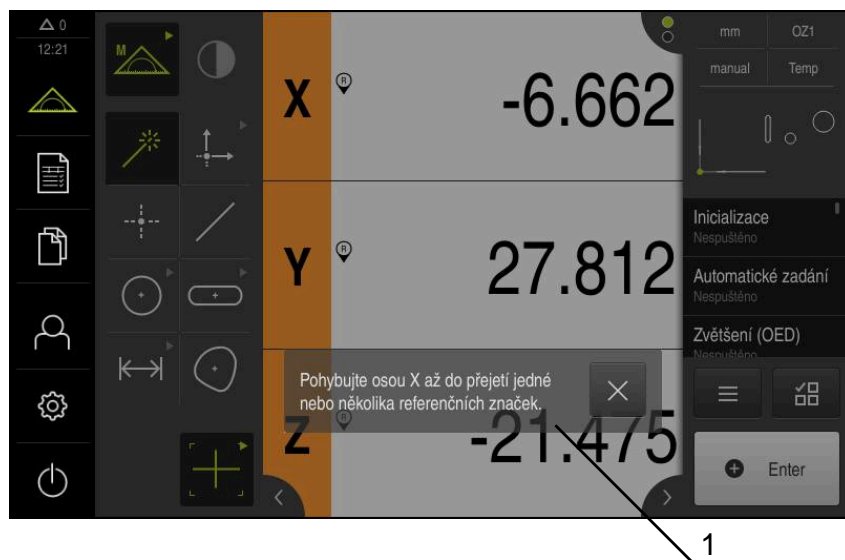 0
12:21
M
X
R
-6.662
Y
R
27.812
Z
R
-21.475
Pohybujte osou X až do přejetí jedné
nebo několika referenčních značek.
mm
OZ1
manual
Temp
Inicializace
Nespuštěno
Automatické zadání
Nespuštěno
Zvětšení (OED)
Nespuštěno
Enter
1